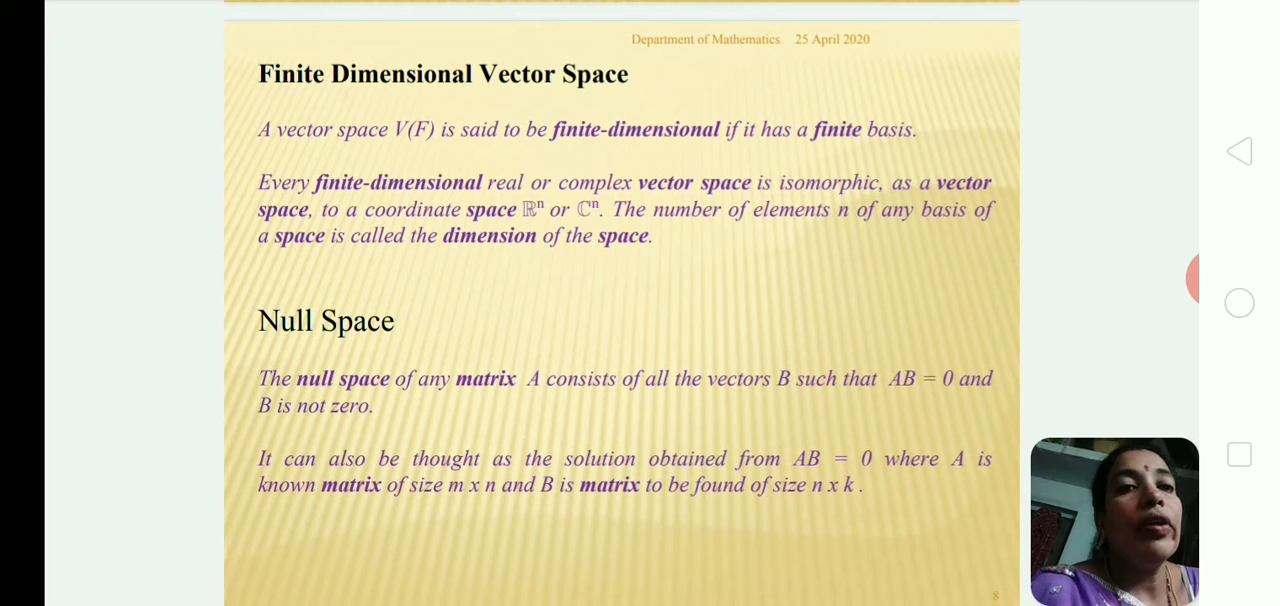 Department of Mathematics 25 April 2020
Finite Dimensional Vector Space
A vector space V(F) is said to be finite-dimensional if it has a finite basis.
Every finite-dimensional real or complex vector space is isomorphic, as a vector
space, to a coordinate space ℝⁿ or ℂⁿ. The number of elements n of any basis of
a space is called the dimension of the space.
Null Space
The null space of any matrix A consists of all the vectors B such that AB = 0 and
B is not zero.
It can also be thought as the solution obtained from AB = 0 where A is
known matrix of size m x n and B is matrix to be found of size n x k .
8